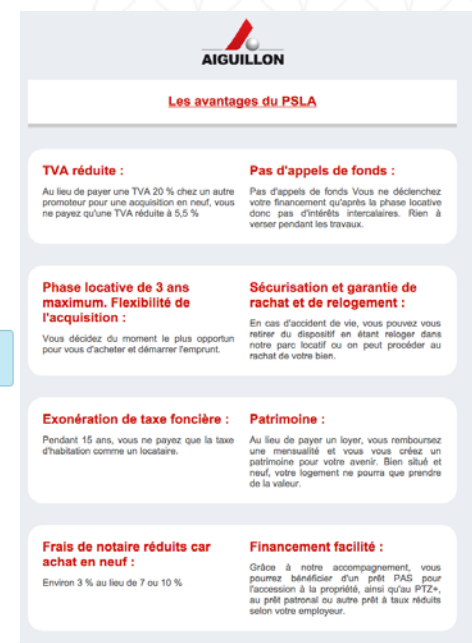 AIGUILLON
Les avantages du PSLA
TVA réduite :
Au lieu de payer une TVA 20 % chez un autre
promoteur pour une acquisition en neuf, vous
ne payez qu'une TVA réduite à 5,5 %
Pas d'appels de fonds :
Pas d'appels de fonds Vous ne déclenchez
votre financement qu'après la phase locative
donc pas d'intérêts intercalaires. Rien à
verser pendant les travaux.
Phase locative de 3 ans
maximum. Flexibilité de
l'acquisition :
Vous décidez du moment le plus opportun
pour vous d'acheter et démarrer l'emprunt.
Sécurisation et garantie de
rachat et de relogement :
En cas d'accident de vie, vous pouvez vous
retirer du dispositif en étant reloger dans
notre parc locatif ou on peut procéder au
rachat de votre bien.
Exonération de taxe foncière :
Pendant 15 ans, vous ne payez que la taxe
d'habitation comme un locataire.
Patrimoine :
Au lieu de payer un loyer, vous remboursez
une mensualité et vous vous créez un
patrimoine pour votre avenir. Bien situé et
neuf, votre logement ne pourra que prendre
de la valeur.
Frais de notaire réduits car
achat en neuf :
Environ 3 % au lieu de 7 ou 10 %
Financement facilité :
Grâce à notre accompagnement, vous
pourrez bénéficier d'un prêt PAS pour
l'accession à la propriété, ainsi qu'au PTZ+,
au prêt patronal ou autre prêt à taux réduits
selon votre employeur.